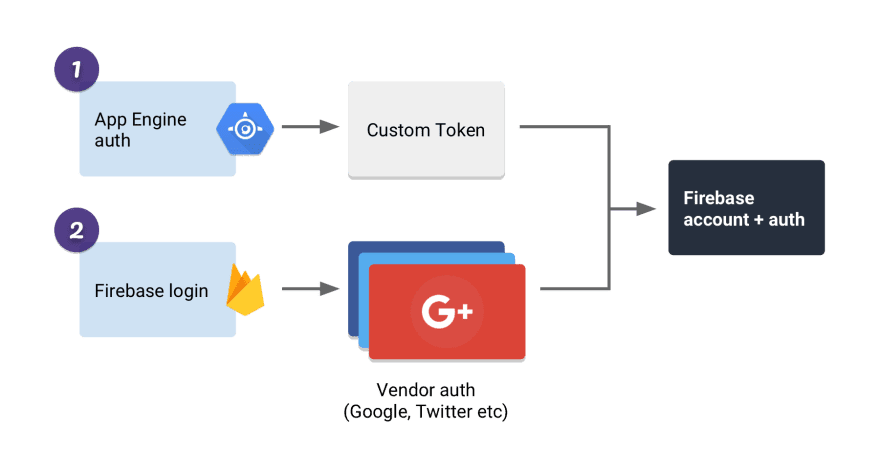 1
App Engine
auth
Custom Token
Firebase
account + auth
2
Firebase login
G+
Vendor auth
(Google, Twitter etc)